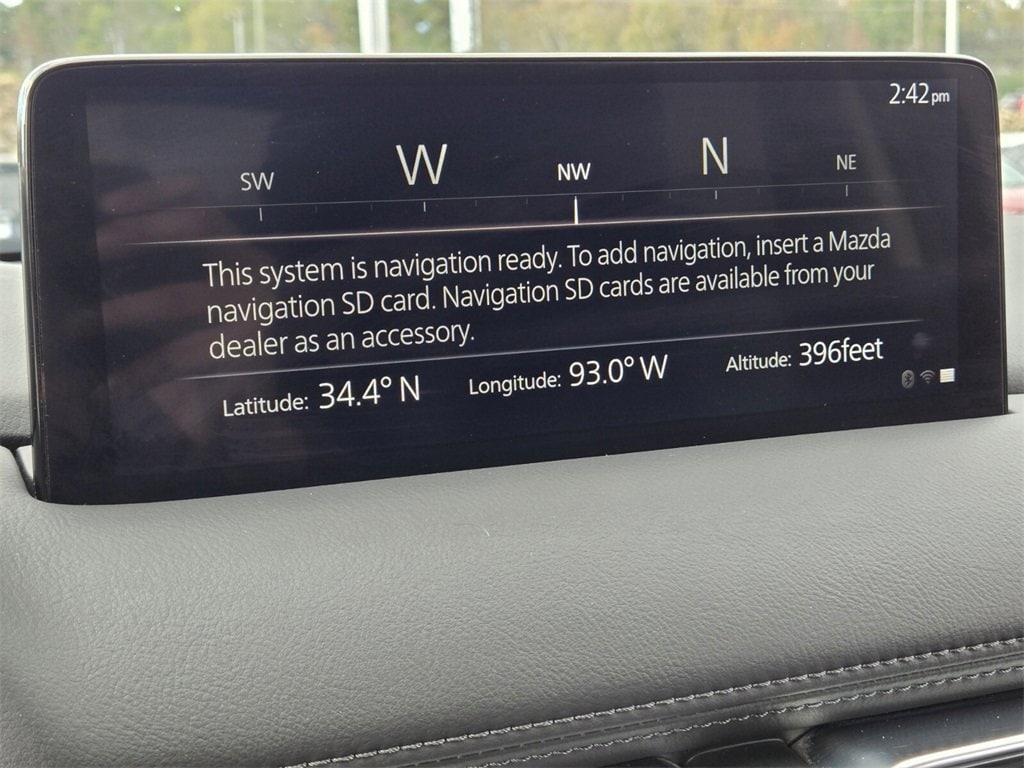 2:42pm
SW W NW N NE
This system is navigation ready. To add navigation, insert a Mazda
navigation SD card. Navigation SD cards are available from your
dealer as an accessory.
Latitude: 34.4° N Longitude: 93.0° W Altitude: 396feet